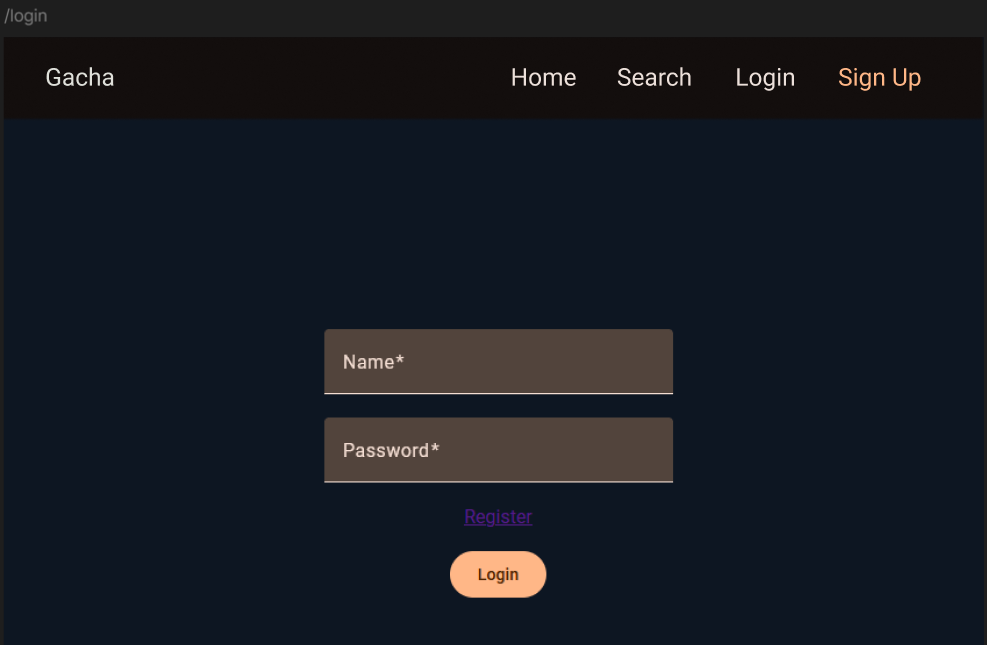 /login
Gacha Home Search Login Sign Up
Name*
Password*
Register
Login